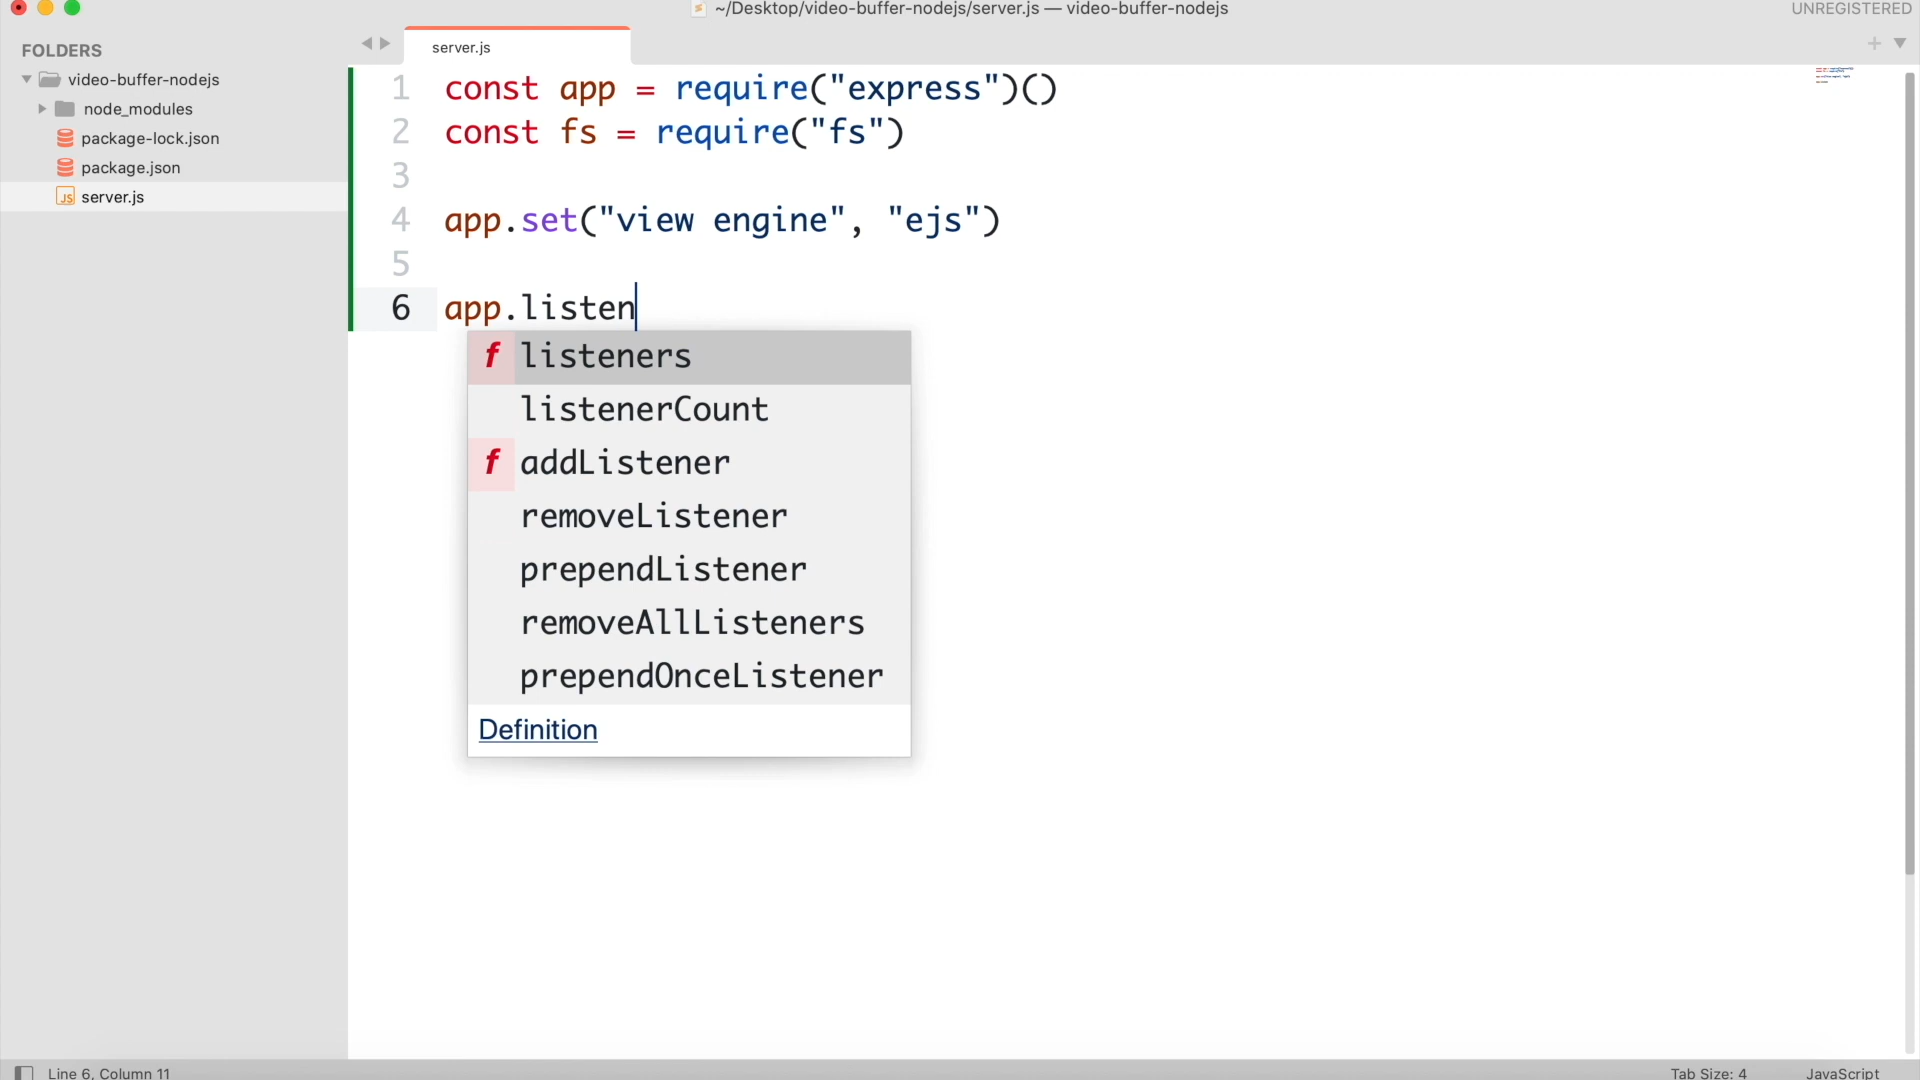 ~/Desktop/video-buffer-nodejs/server.js — video-buffer-nodejs
UNREGISTERED
FOLDERS
video-buffer-nodejs
node_modules
package-lock.json
package.json
JS server.js
server.js
1 const app = require("express")()
2 const fs = require("fs")
3
4 app.set("view engine", "ejs")
5
6 app.listen
f listeners
listenerCount
f addListener
removeListener
prependListener
removeAllListeners
prependOnceListener
Definition
Line 6, Column 11
Tab Size: 4
JavaScript